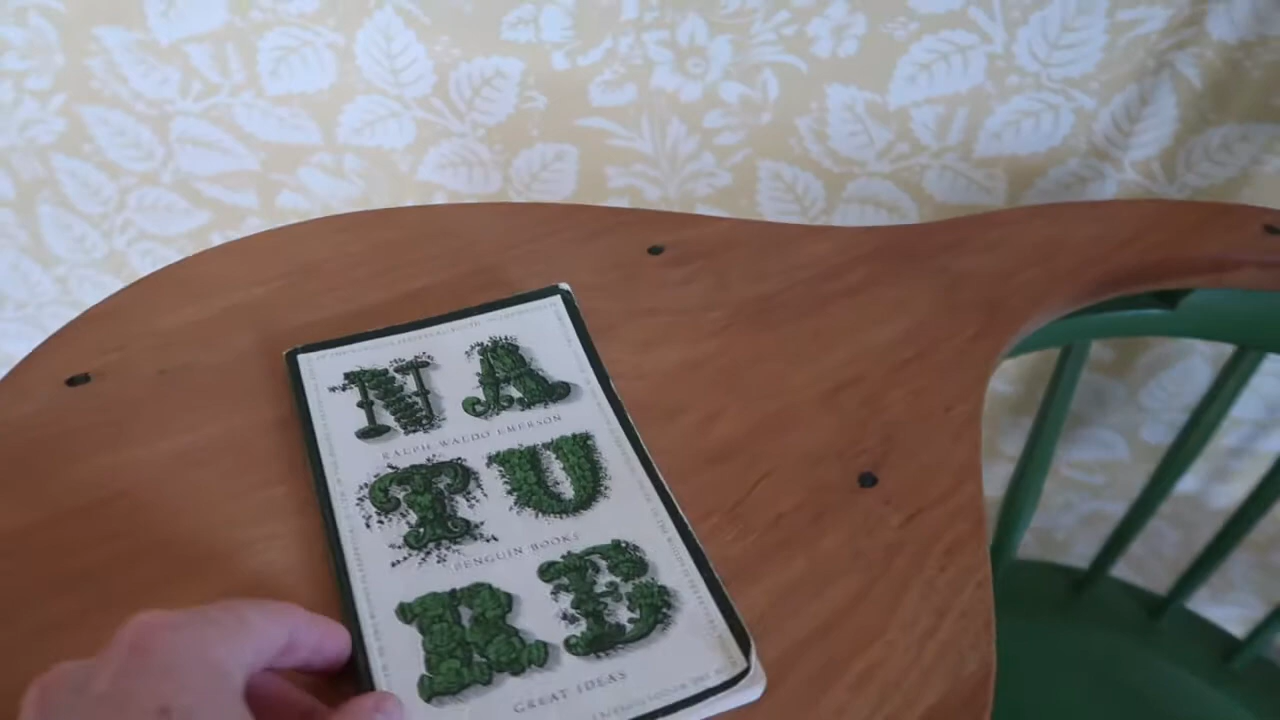 NA
RALPH WALDO EMERSON
TU
PENGUIN BOOKS
RE
GREAT IDEAS